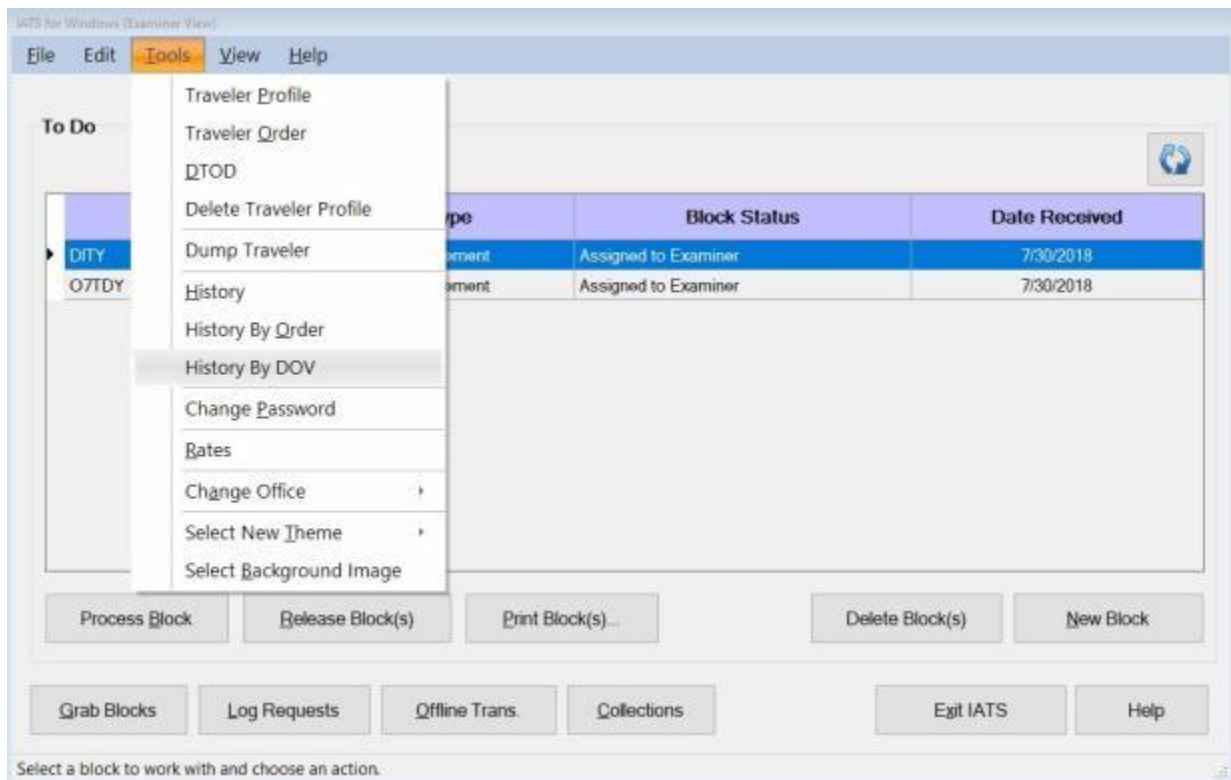 IATS for Windows (Examiner View)
File Edit Tools View Help
Traveler Profile
Traveler Order
DTOD
Delete Traveler Profile
Dump Traveler
History
History By Order
History By DOV
Change Password
Rates
Change Office
Select New Theme
Select Background Image
To Do
ype Block Status Date Received
DITY ement Assigned to Examiner 7/30/2018
O7TDY ement Assigned to Examiner 7/30/2018
Process Block Release Block(s) Print Block(s)... Delete Block(s) New Block
Grab Blocks Log Requests Offline Trans. Collections Exit IATS Help
Select a block to work with and choose an action.